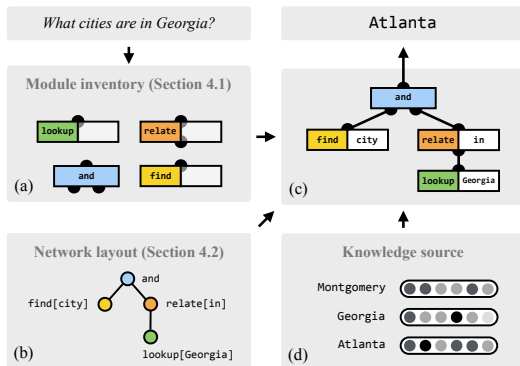 What cities are in Georgia?
Atlanta
Module inventory (Section 4.1)
lookup
relate
and
find
(a)
and
find city
relate in
lookup Georgia
(c)
Network layout (Section 4.2)
and
find[city]
relate[in]
lookup[Georgia]
(b)
Knowledge source
Montgomery
Georgia
Atlanta
(d)